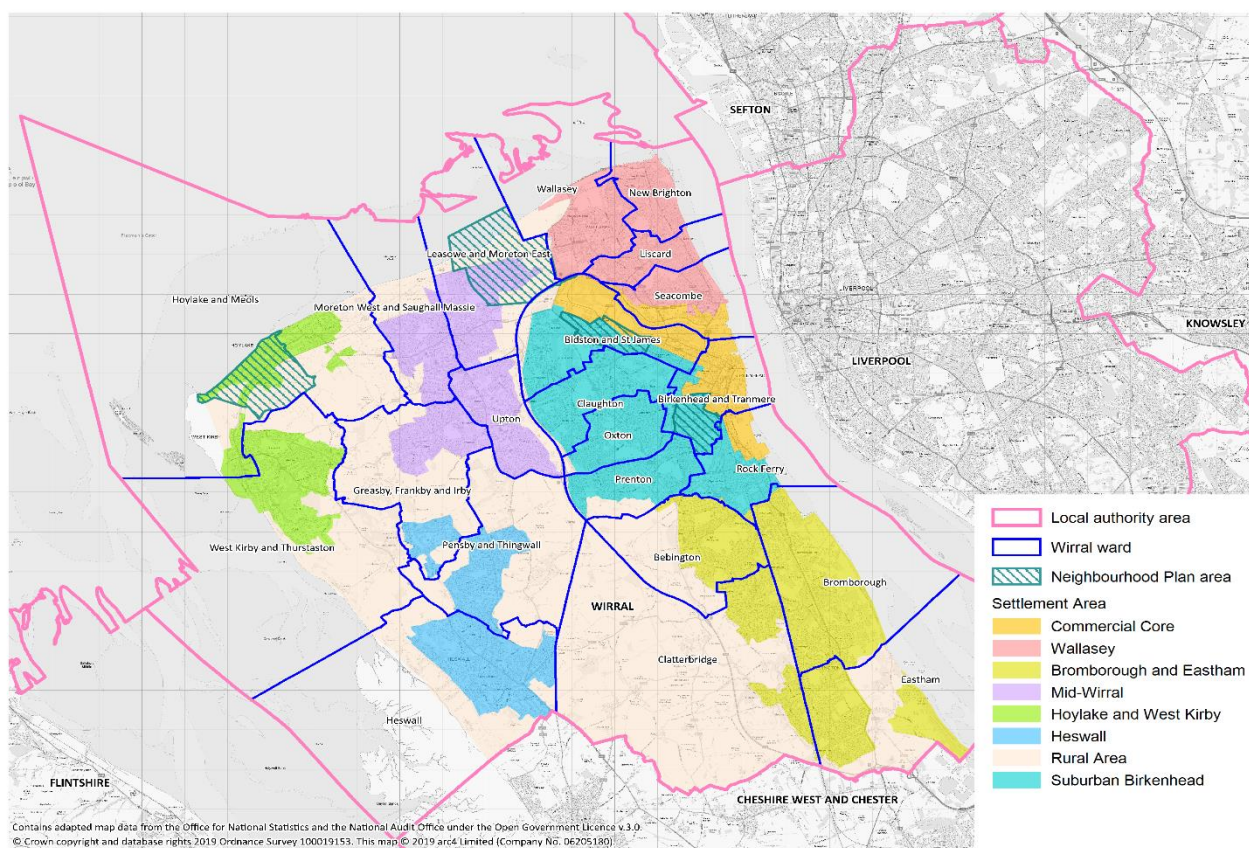 SEFTON
Wallasey
New Brighton
Leasowe and Moreton East
Liscard
Hoylake and Meols
Seacombe
Moreton West and Saughall Massie
KNOWSLEY
Bidston and St James
LIVERPOOL
LIVERPOOL
HOYLAKE
Claughton
Birkenhead and Tranmere
Upton
Oxton
WEST KIRBY
Rock Ferry
Prenton
Greasby, Frankby and Irby
West Kirby and Thurstaston
Pensby and Thingwall
Bebington
Bromborough
WIRRAL
Clatterbridge
Eastham
Heswall
FLINTSHIRE
CHESHIRE WEST AND CHESTER
Local authority area
Wirral ward
Neighbourhood Plan area
Settlement Area
Commercial Core
Wallasey
Bromborough and Eastham
Mid-Wirral
Hoylake and West Kirby
Heswall
Rural Area
Suburban Birkenhead
Contains adapted map data from the Office for National Statistics and the National Audit Office under the Open Government Licence v.3.0
© Crown copyright and database rights 2019 Ordnance Survey 100019153. This map © 2019 arc4 Limited (Company No. 06205180)